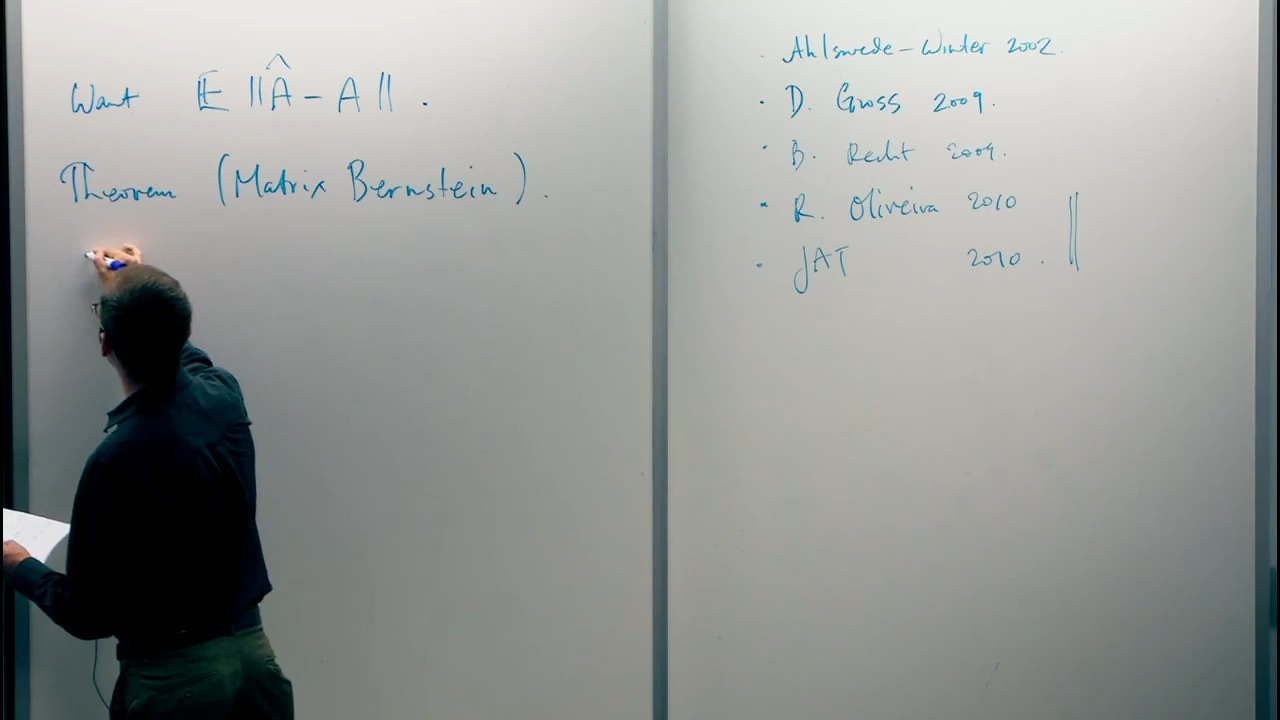 Want E ||Â - A || .
Theorem (Matrix Bernstein).
· Ahlswede-Winter 2002.
· D. Gross 2009.
· B. Recht 2009.
· R. Oliveira 2010
· JAT 2010.